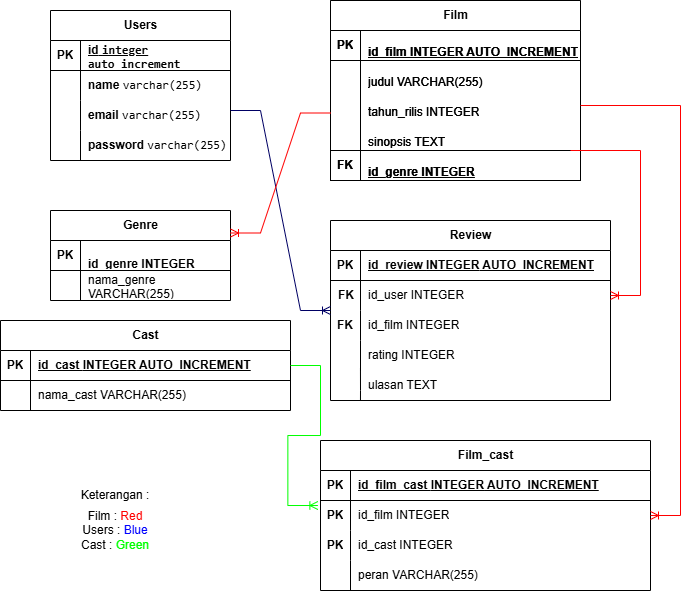 Users
PK id integer
auto increment
name varchar(255)
email varchar(255)
password varchar(255)
Film
PK id_film INTEGER AUTO_INCREMENT
judul VARCHAR(255)
tahun_rilis INTEGER
sinopsis TEXT
FK id_genre INTEGER
Genre
PK id_genre INTEGER
nama_genre
VARCHAR(255)
Review
PK id_review INTEGER AUTO_INCREMENT
FK id_user INTEGER
FK id_film INTEGER
rating INTEGER
ulasan TEXT
Cast
PK id_cast INTEGER AUTO_INCREMENT
nama_cast VARCHAR(255)
Film_cast
PK id_film_cast INTEGER AUTO_INCREMENT
PK id_film INTEGER
PK id_cast INTEGER
peran VARCHAR(255)
Keterangan :
Film : Red
Users : Blue
Cast : Green